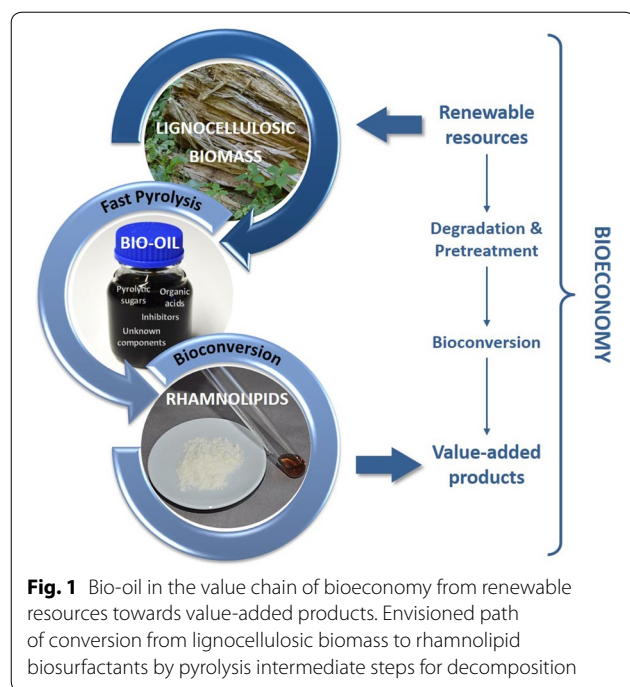 LIGNOCELLULOSIC
BIOMASS
Fast Pyrolysis
BIO-OIL
Pyrolytic
sugars
Organic
acids
Inhibitors
Unknown
components
Bioconversion
RHAMNOLIPIDS
Renewable
resources
Degradation &
Pretreatment
Bioconversion
Value-added
products
BIOECONOMY
Fig. 1 Bio-oil in the value chain of bioeconomy from renewable
resources towards value-added products. Envisioned path
of conversion from lignocellulosic biomass to rhamnolipid
biosurfactants by pyrolysis intermediate steps for decomposition